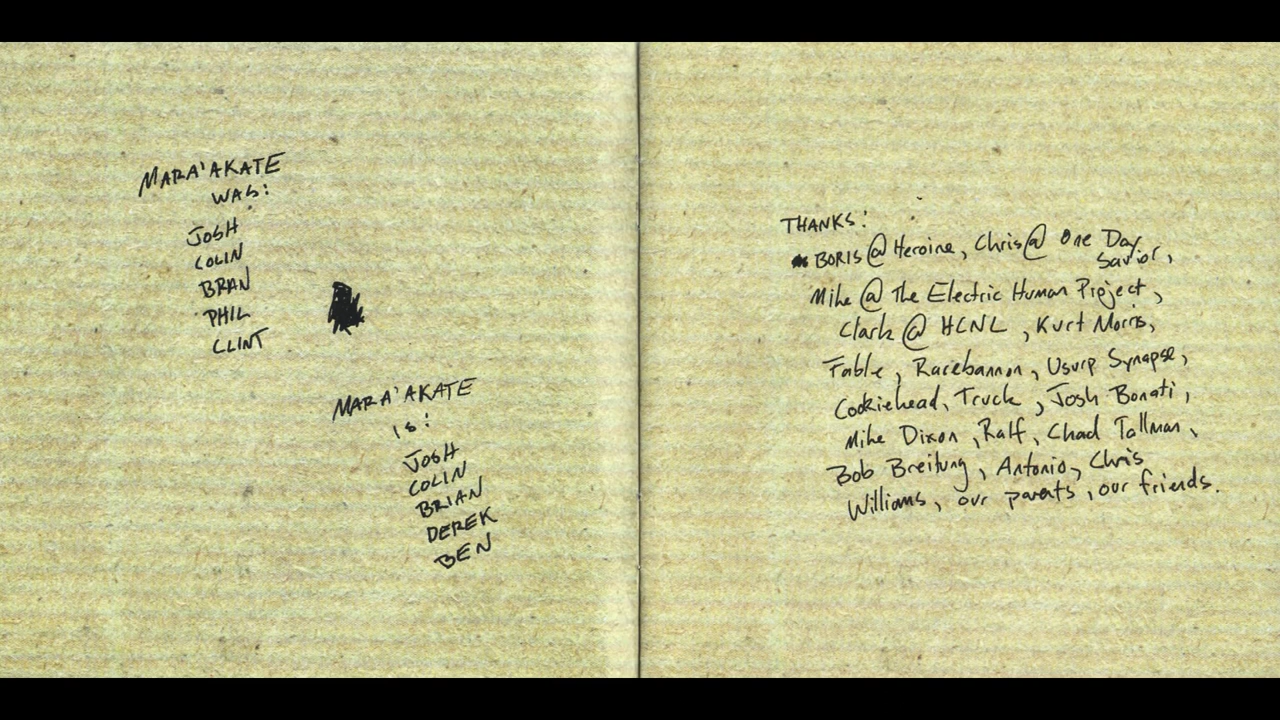 MARA'AKATE
WAS:
JOSH
COLIN
BRAN
PHIL
CLINT
MARA'AKATE
IS:
JOSH
COLIN
BRIAN
DEREK
BEN
THANKS:
BORIS @ Heroine, Chris @ One Day
Savior,
Mike @ The Electric Human Project,
Clark @ HCNL, Kurt Morris,
Fable, Racebannon, Usurp Synapse,
Cookiehead, Truck, Josh Bonati,
Mike Dixon, Ralf, Chad Tallman,
Bob Breitung, Antonio, Chris
Williams, our parents, our friends.